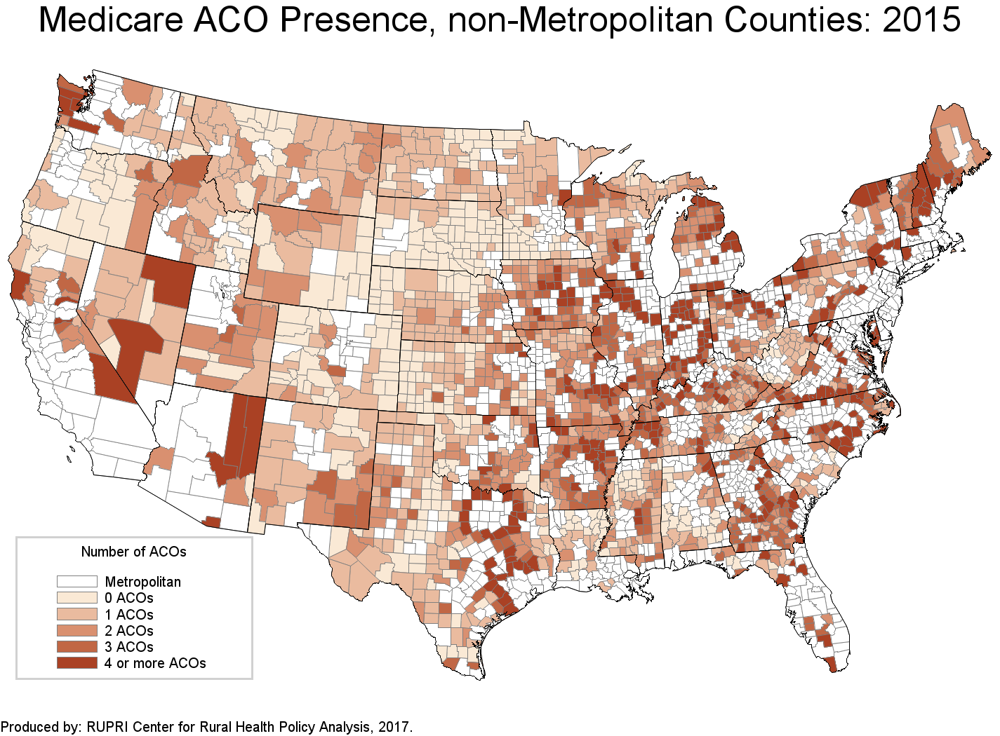 Medicare ACO Presence, non-Metropolitan Counties: 2015
Number of ACOs
Metropolitan
0 ACOs
1 ACOs
2 ACOs
3 ACOs
4 or more ACOs
Produced by: RUPRI Center for Rural Health Policy Analysis, 2017.